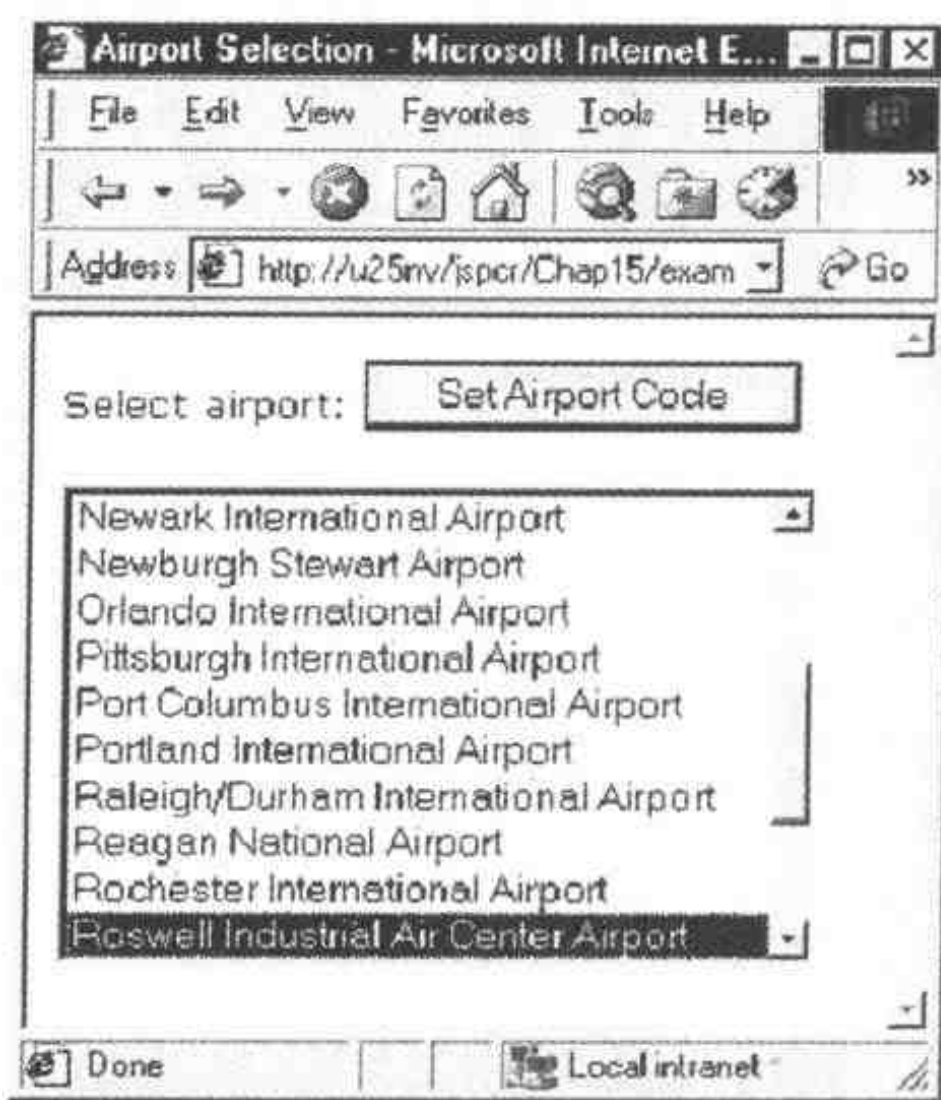 Airport Selection - Microsoft Internet E...
File Edit View Favorites Tools Help
»
Address http://u25nv/jspcr/Chap15/exam Go
Select airport: Set Airport Code
Newark International Airport
Newburgh Stewart Airport
Orlando International Airport
Pittsburgh International Airport
Port Columbus International Airport
Portland International Airport
Raleigh/Durham International Airport
Reagan National Airport
Rochester International Airport
Roswell Industrial Air Center Airport
Done Local intranet